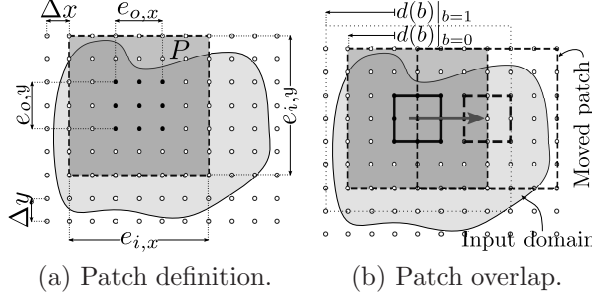 Δx
e_{o,x}
P
e_{o,y}
e_{i,y}
Δy
e_{i,x}
(a) Patch definition.
d(b)|_{b=1}
d(b)|_{b=0}
Moved patch
Input domain
(b) Patch overlap.